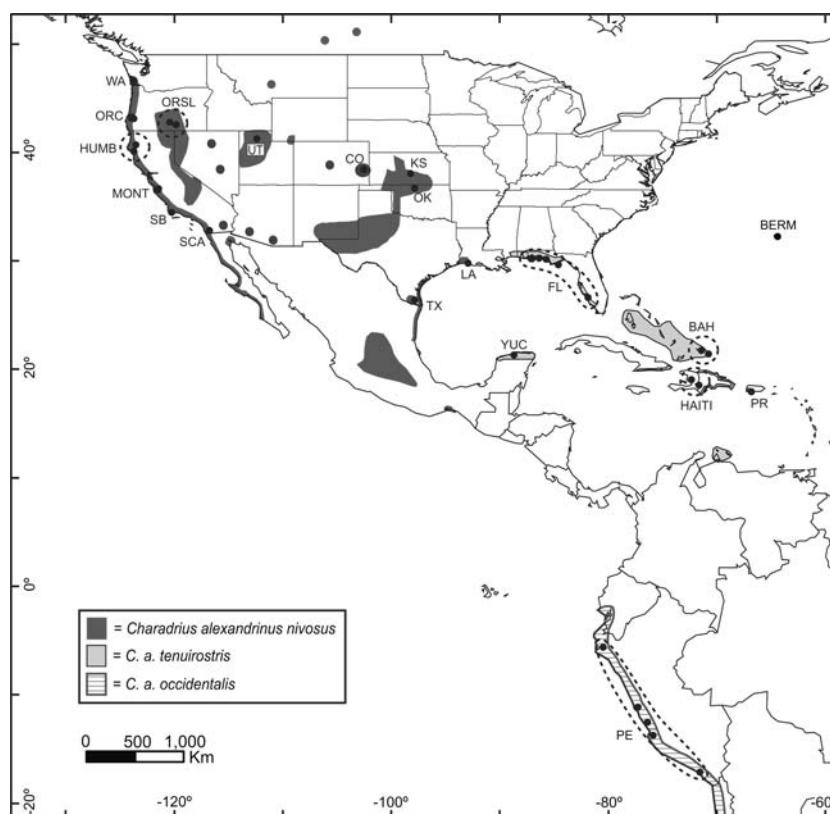 WA
ORSL
ORC
40°
HUMB
UT
CO
KS
OK
MONT
SB
SCA
BERM
30°
LA
FL
TX
BAH
YUC
20°
HAITI
PR
0°
= Charadrius alexandrinus nivosus
= C. a. tenuirostris
= C. a. occidentalis
PE
0 500 1,000
Km
-20°
-120° -100° -80° -60